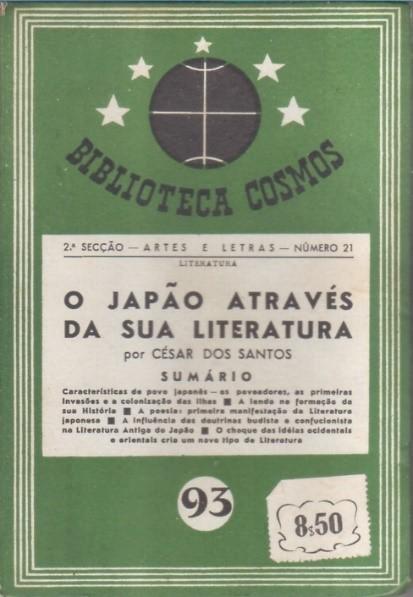 BIBLIOTECA COSMOS
2.ª SECÇÃO — ARTES E LETRAS — NÚMERO 21
LITERATURA
O JAPÃO ATRAVÉS
DA SUA LITERATURA
por CÉSAR DOS SANTOS
SUMÁRIO
Características do povo japonês — os povoadores, as primeiras
invasões e a colonização das ilhas ■ A lenda na formação da
sua História ■ A poesia: primeira manifestação da Literatura
japonesa ■ A influência das doutrinas budista e confucionista
na Literatura Antiga do Japão ■ O choque das idéias ocidentais
e orientais cria um novo tipo de Literatura
93
8$50